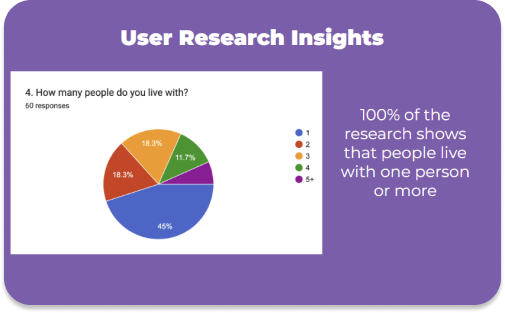 User Research Insights
4. How many people do you live with?
60 responses
18.3%
11.7%
18.3%
45%
1
2
3
4
5+
100% of the
research shows
that people live
with one person
or more